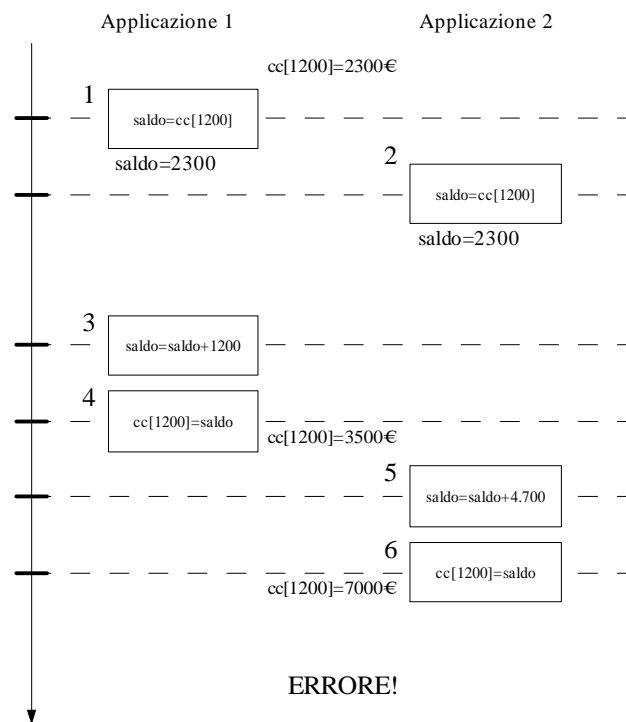 Applicazione 1
Applicazione 2
cc[1200]=2300€
1
saldo=cc[1200]
saldo=2300
2
saldo=cc[1200]
saldo=2300
3
saldo=saldo+1200
4
cc[1200]=saldo
cc[1200]=3500€
5
saldo=saldo+4.700
6
cc[1200]=saldo
cc[1200]=7000€
ERRORE!